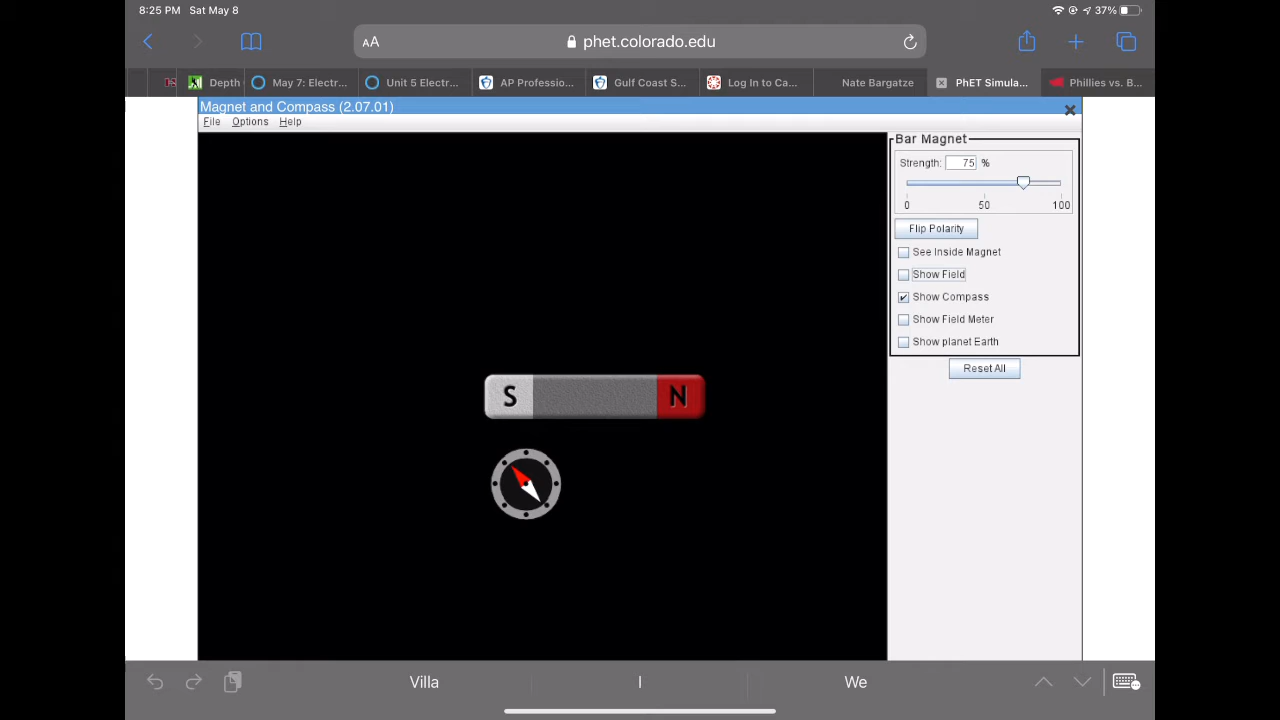 8:25 PM Sat May 8 37%
AA phet.colorado.edu
Depth May 7: Electr... Unit 5 Electr... AP Professio... Gulf Coast S... Log In to Ca... Nate Bargatze PhET Simula... Phillies vs. B...
Magnet and Compass (2.07.01)
File Options Help
Bar Magnet
Strength: 75 %
0 50 100
Flip Polarity
See Inside Magnet
Show Field
Show Compass
Show Field Meter
Show planet Earth
Reset All
S N
Villa I We